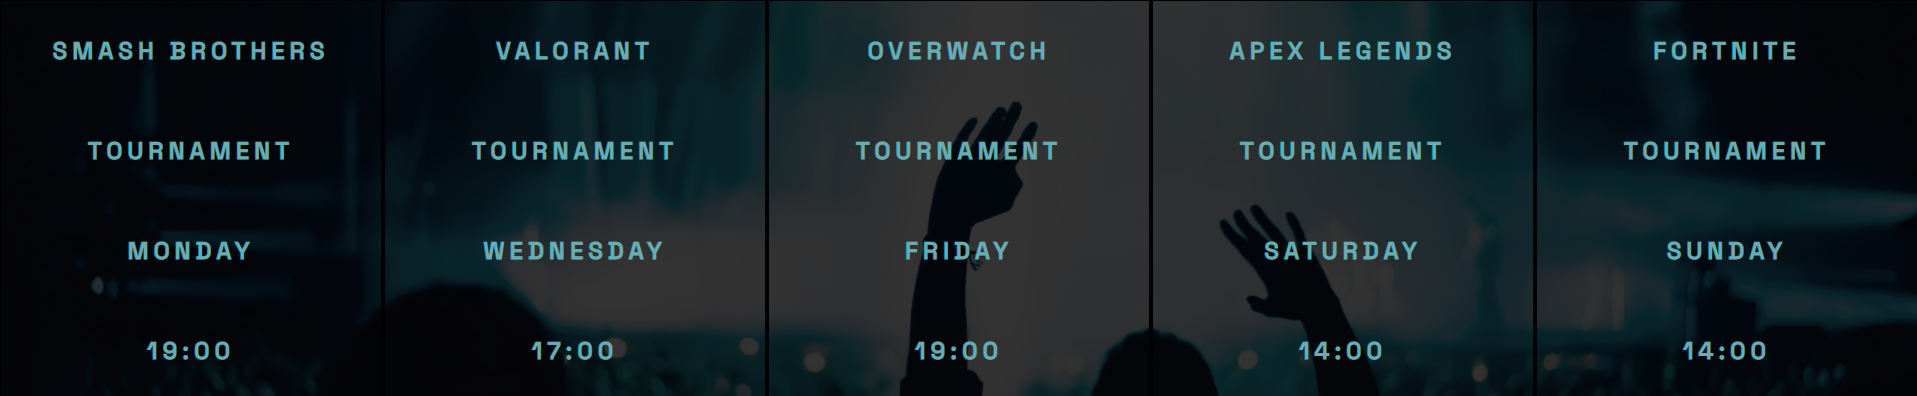 SMASH BROTHERS
TOURNAMENT
MONDAY
19:00
VALORANT
TOURNAMENT
WEDNESDAY
17:00
OVERWATCH
TOURNAMENT
FRIDAY
19:00
APEX LEGENDS
TOURNAMENT
SATURDAY
14:00
FORTNITE
TOURNAMENT
SUNDAY
14:00